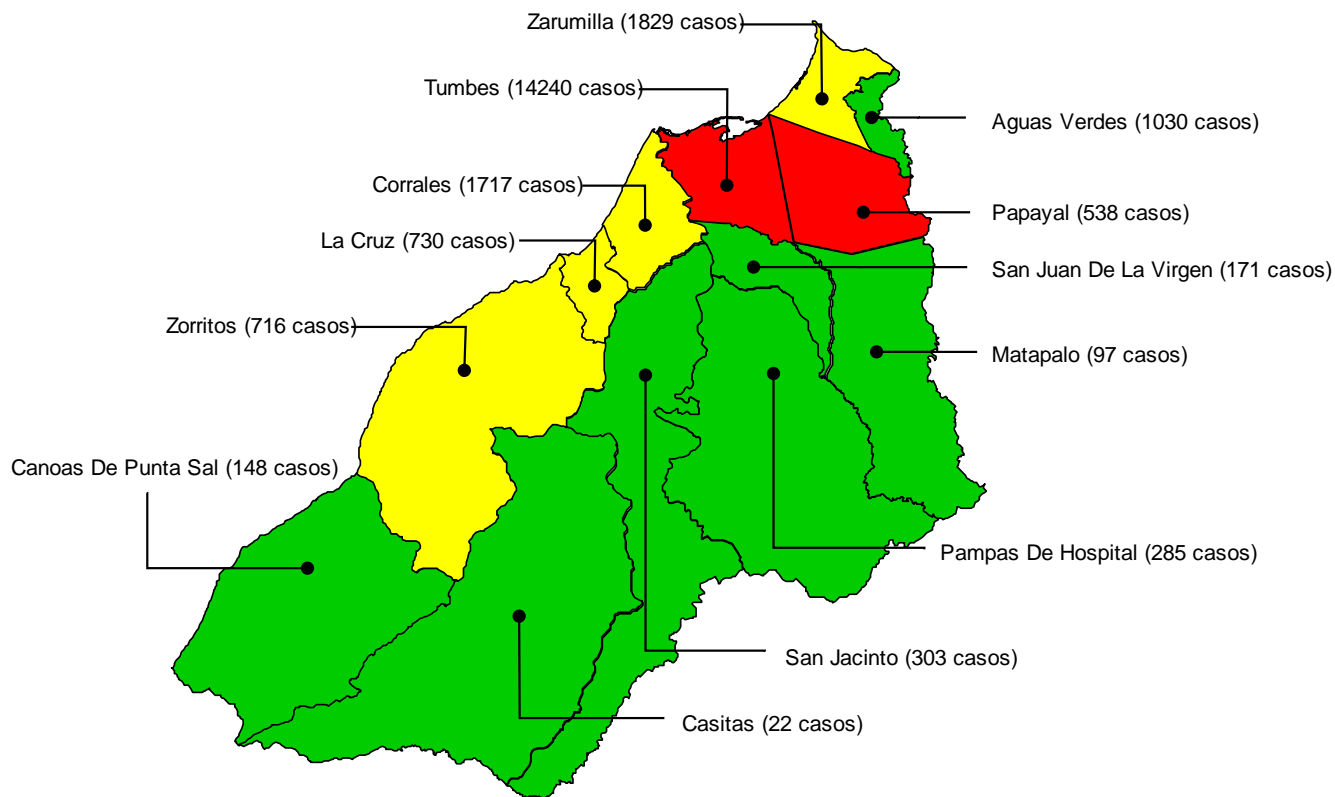 Zarumilla (1829 casos)
Tumbes (14240 casos)
Aguas Verdes (1030 casos)
Corrales (1717 casos)
Papayal (538 casos)
La Cruz (730 casos)
San Juan De La Virgen (171 casos)
Zorritos (716 casos)
Matapalo (97 casos)
Canoas De Punta Sal (148 casos)
Pampas De Hospital (285 casos)
San Jacinto (303 casos)
Casitas (22 casos)